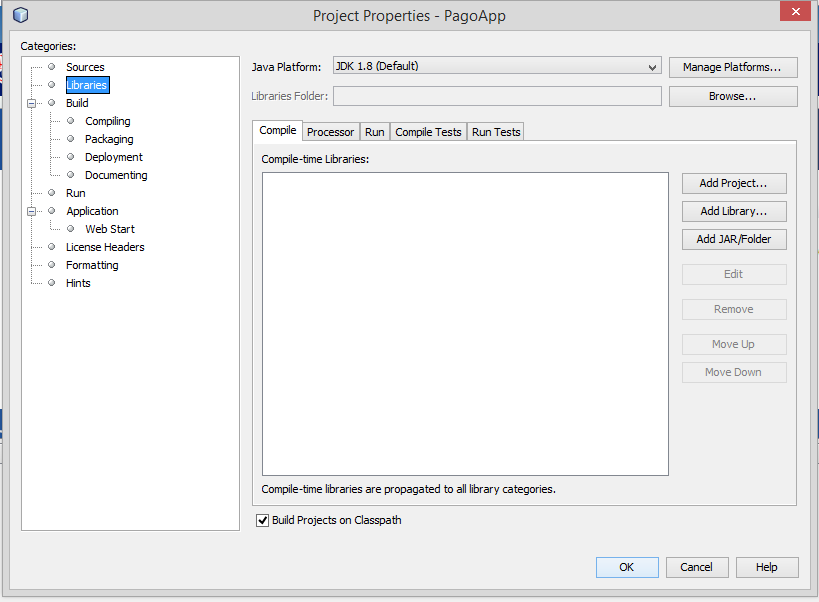 Project Properties - PagoApp
Categories:
Sources
Libraries
Build
Compiling
Packaging
Deployment
Documenting
Run
Application
Web Start
License Headers
Formatting
Hints
Java Platform: JDK 1.8 (Default) Manage Platforms...
Libraries Folder: Browse...
Compile Processor Run Compile Tests Run Tests
Compile-time Libraries:
Add Project...
Add Library...
Add JAR/Folder
Edit
Remove
Move Up
Move Down
Compile-time libraries are propagated to all library categories.
Build Projects on Classpath
OK Cancel Help